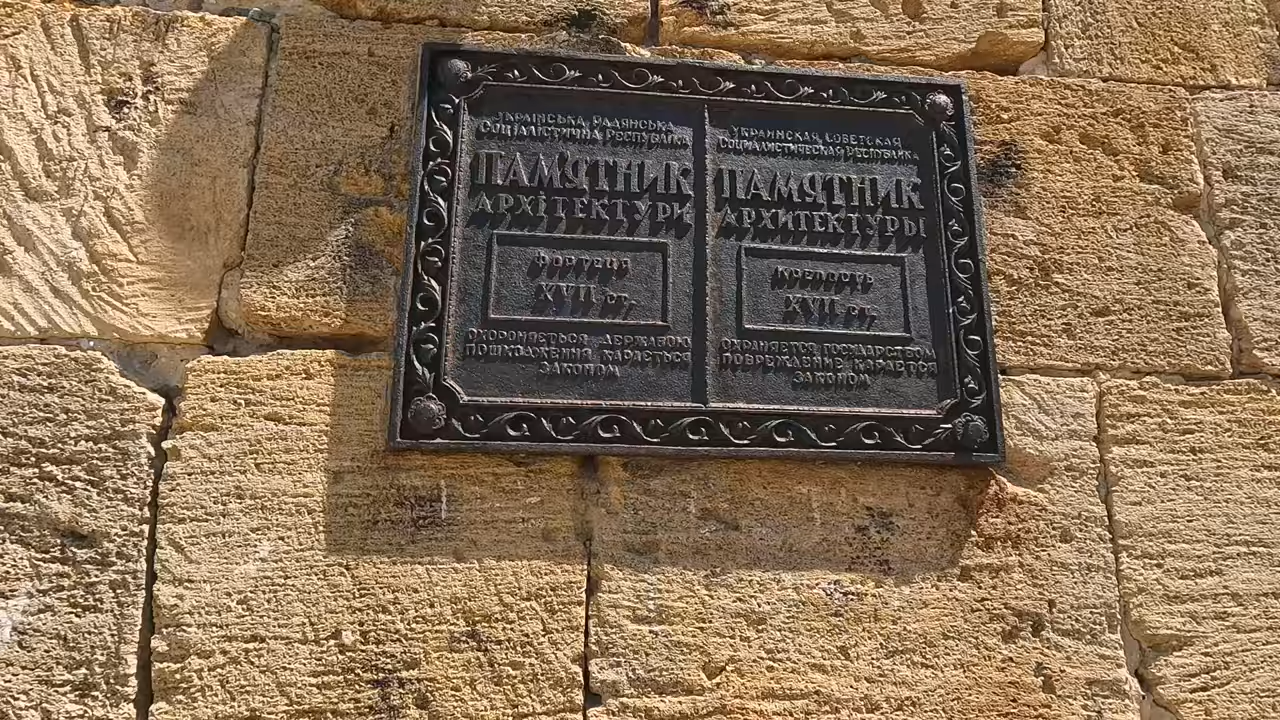 УКРАЇНСЬКА РАДЯНСЬКА
СОЦІАЛІСТИЧНА РЕСПУБЛІКА
ПАМ'ЯТНИК
АРХІТЕКТУРИ
ФОРТЕЦЯ
XVII ст.
ОХОРОНЯЄТЬСЯ ДЕРЖАВОЮ
ПОШКОДЖЕННЯ КАРАЄТЬСЯ
ЗАКОНОМ
УКРАИНСКАЯ СОВЕТСКАЯ
СОЦИАЛИСТИЧЕСКАЯ РЕСПУБЛИКА
ПАМЯТНИК
АРХИТЕКТУРЫ
КРЕПОСТЬ
XVII в.
ОХРАНЯЕТСЯ ГОСУДАРСТВОМ
ПОВРЕЖДЕНИЕ КАРАЕТСЯ
ЗАКОНОМ